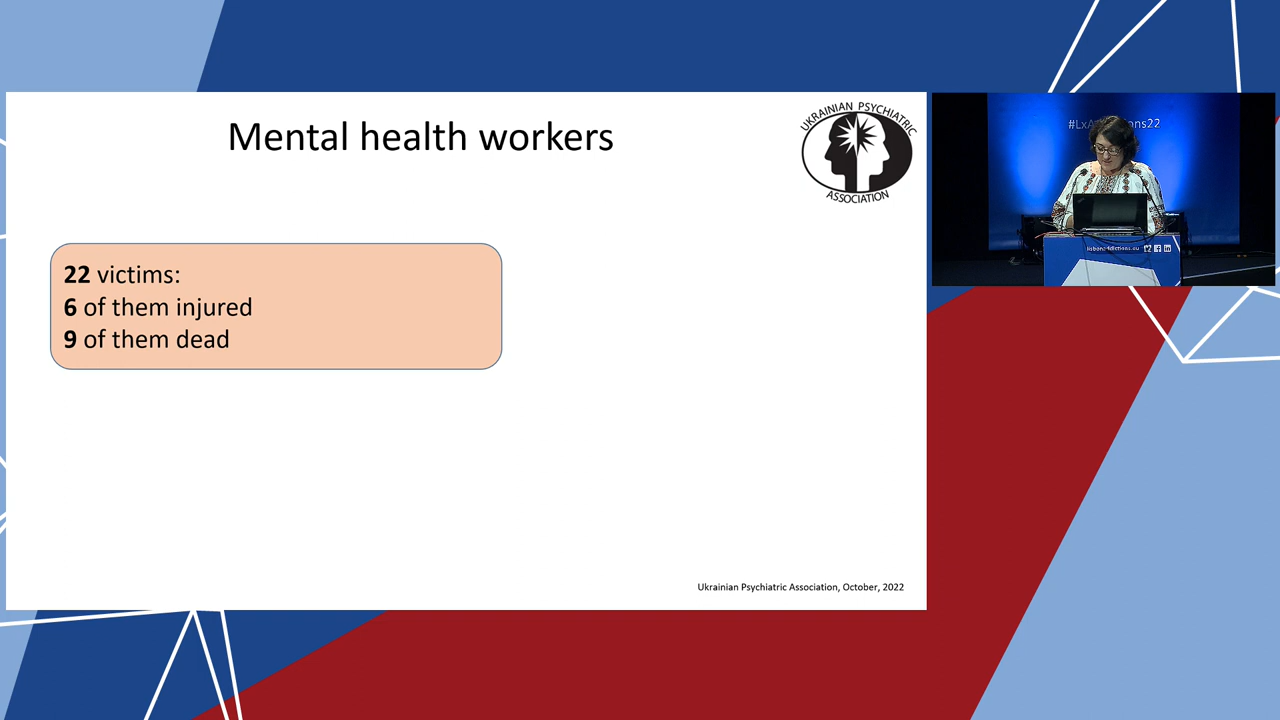 Mental health workers
UKRAINIAN PSYCHIATRIC
ASSOCIATION
22 victims:
6 of them injured
9 of them dead
Ukrainian Psychiatric Association, October, 2022